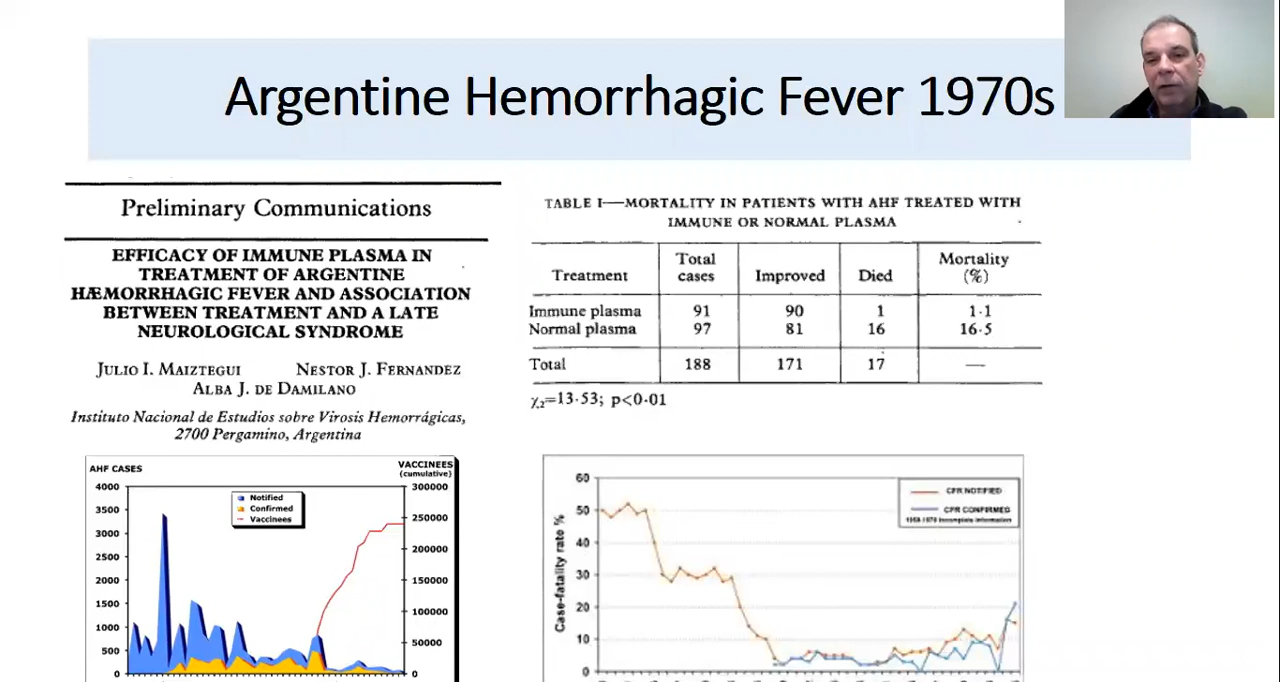 Argentine Hemorrhagic Fever 1970s
Preliminary Communications
EFFICACY OF IMMUNE PLASMA IN
TREATMENT OF ARGENTINE
HÆMORRHAGIC FEVER AND ASSOCIATION
BETWEEN TREATMENT AND A LATE
NEUROLOGICAL SYNDROME
JULIO I. MAIZTEGUI NESTOR J. FERNANDEZ
ALBA J. DE DAMILANO
Instituto Nacional de Estudios sobre Virosis Hemorrágicas,
2700 Pergamino, Argentina
TABLE I—MORTALITY IN PATIENTS WITH AHF TREATED WITH
IMMUNE OR NORMAL PLASMA
Treatment Total cases Improved Died Mortality (%)
Immune plasma 91 90 1 1·1
Normal plasma 97 81 16 16·5
Total 188 171 17 —
χ2=13·53; p<0·01
AHF CASES VACCINEES
(cumulative)
4000 300000
3500 250000
3000
2500 200000
2000 150000
1500 100000
1000 50000
500
0 0
Notified
Confirmed
Vaccinees
Case-fatality rate %
60
50
40
30
20
10
0
CFR NOTIFIED
CFR CONFIRMED
1958-1970 incomplete information